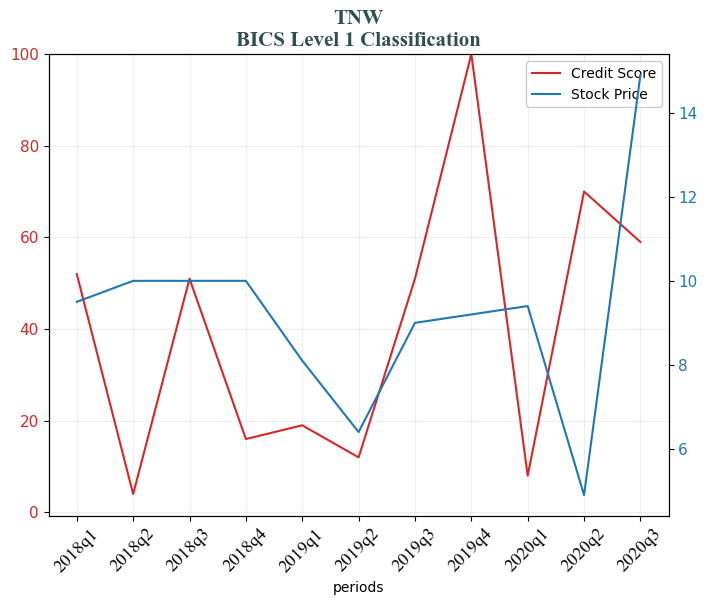 TNW
BICS Level 1 Classification
Credit Score
Stock Price
100
80
60
40
20
0
14
12
10
8
6
2018q1
2018q2
2018q3
2018q4
2019q1
2019q2
2019q3
2019q4
2020q1
2020q2
2020q3
periods